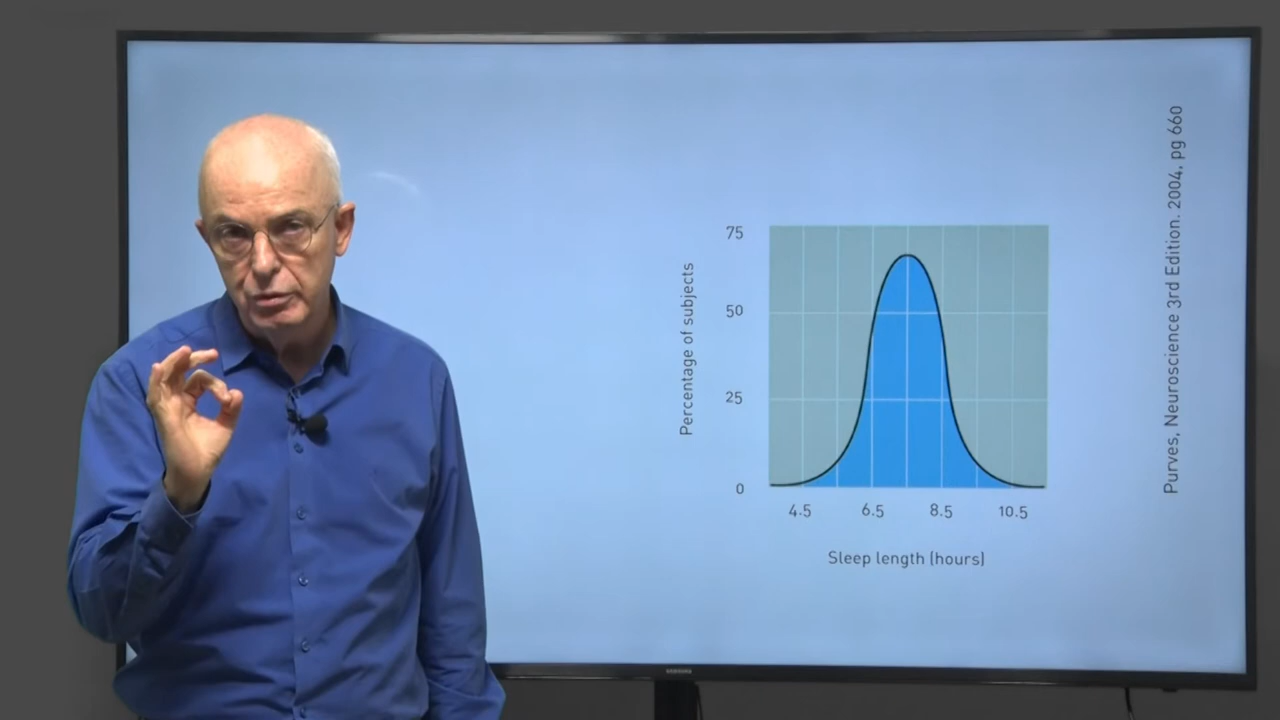 75
50
25
0
Percentage of subjects
4.5 6.5 8.5 10.5
Sleep length (hours)
Purves, Neuroscience 3rd Edition. 2004, pg 660
SAMSUNG